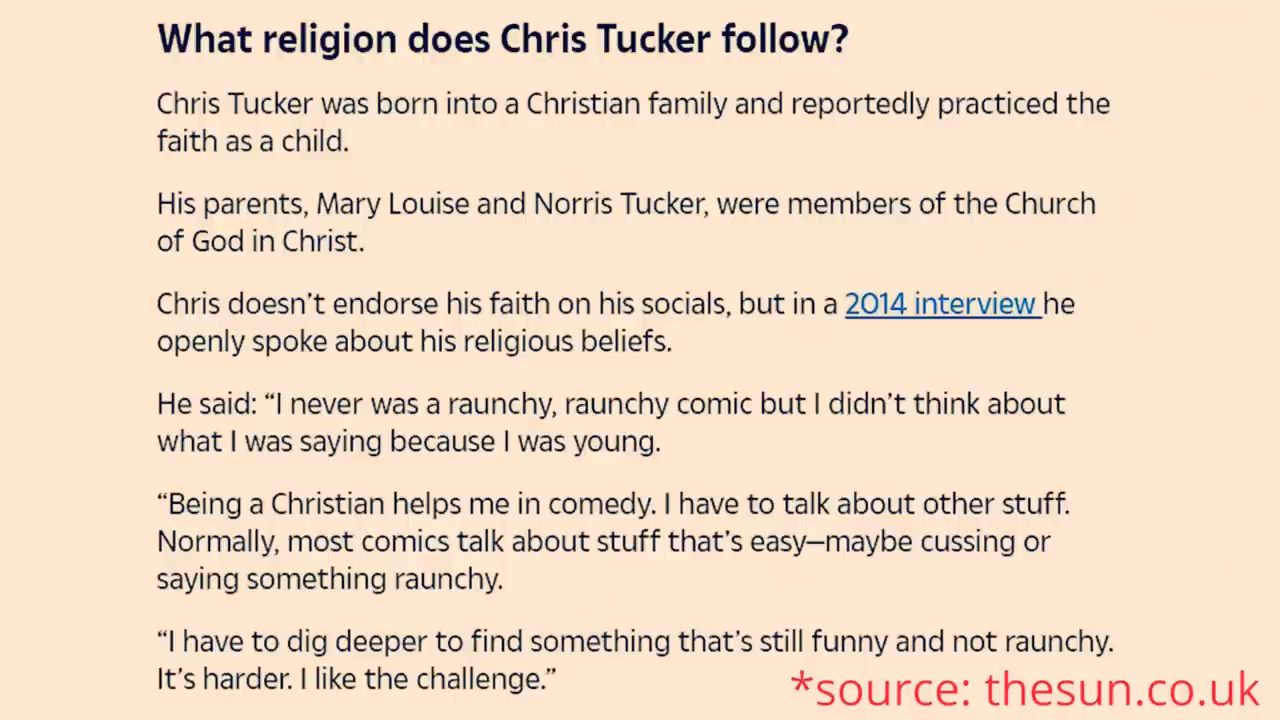 What religion does Chris Tucker follow?
Chris Tucker was born into a Christian family and reportedly practiced the
faith as a child.
His parents, Mary Louise and Norris Tucker, were members of the Church
of God in Christ.
Chris doesn’t endorse his faith on his socials, but in a 2014 interview he
openly spoke about his religious beliefs.
He said: “I never was a raunchy, raunchy comic but I didn’t think about
what I was saying because I was young.
“Being a Christian helps me in comedy. I have to talk about other stuff.
Normally, most comics talk about stuff that’s easy—maybe cussing or
saying something raunchy.
“I have to dig deeper to find something that’s still funny and not raunchy.
It’s harder. I like the challenge.”
*source: thesun.co.uk